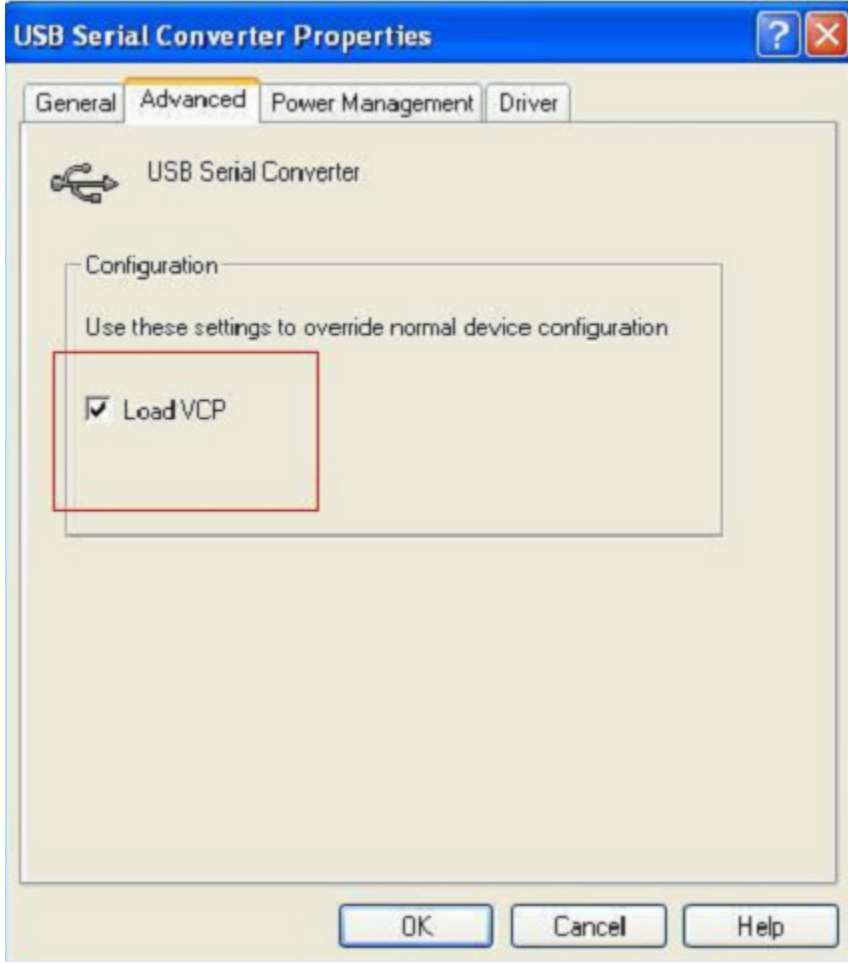 USB Serial Converter Properties
General Advanced Power Management Driver
USB Serial Converter
Configuration
Use these settings to override normal device configuration
Load VCP
OK Cancel Help